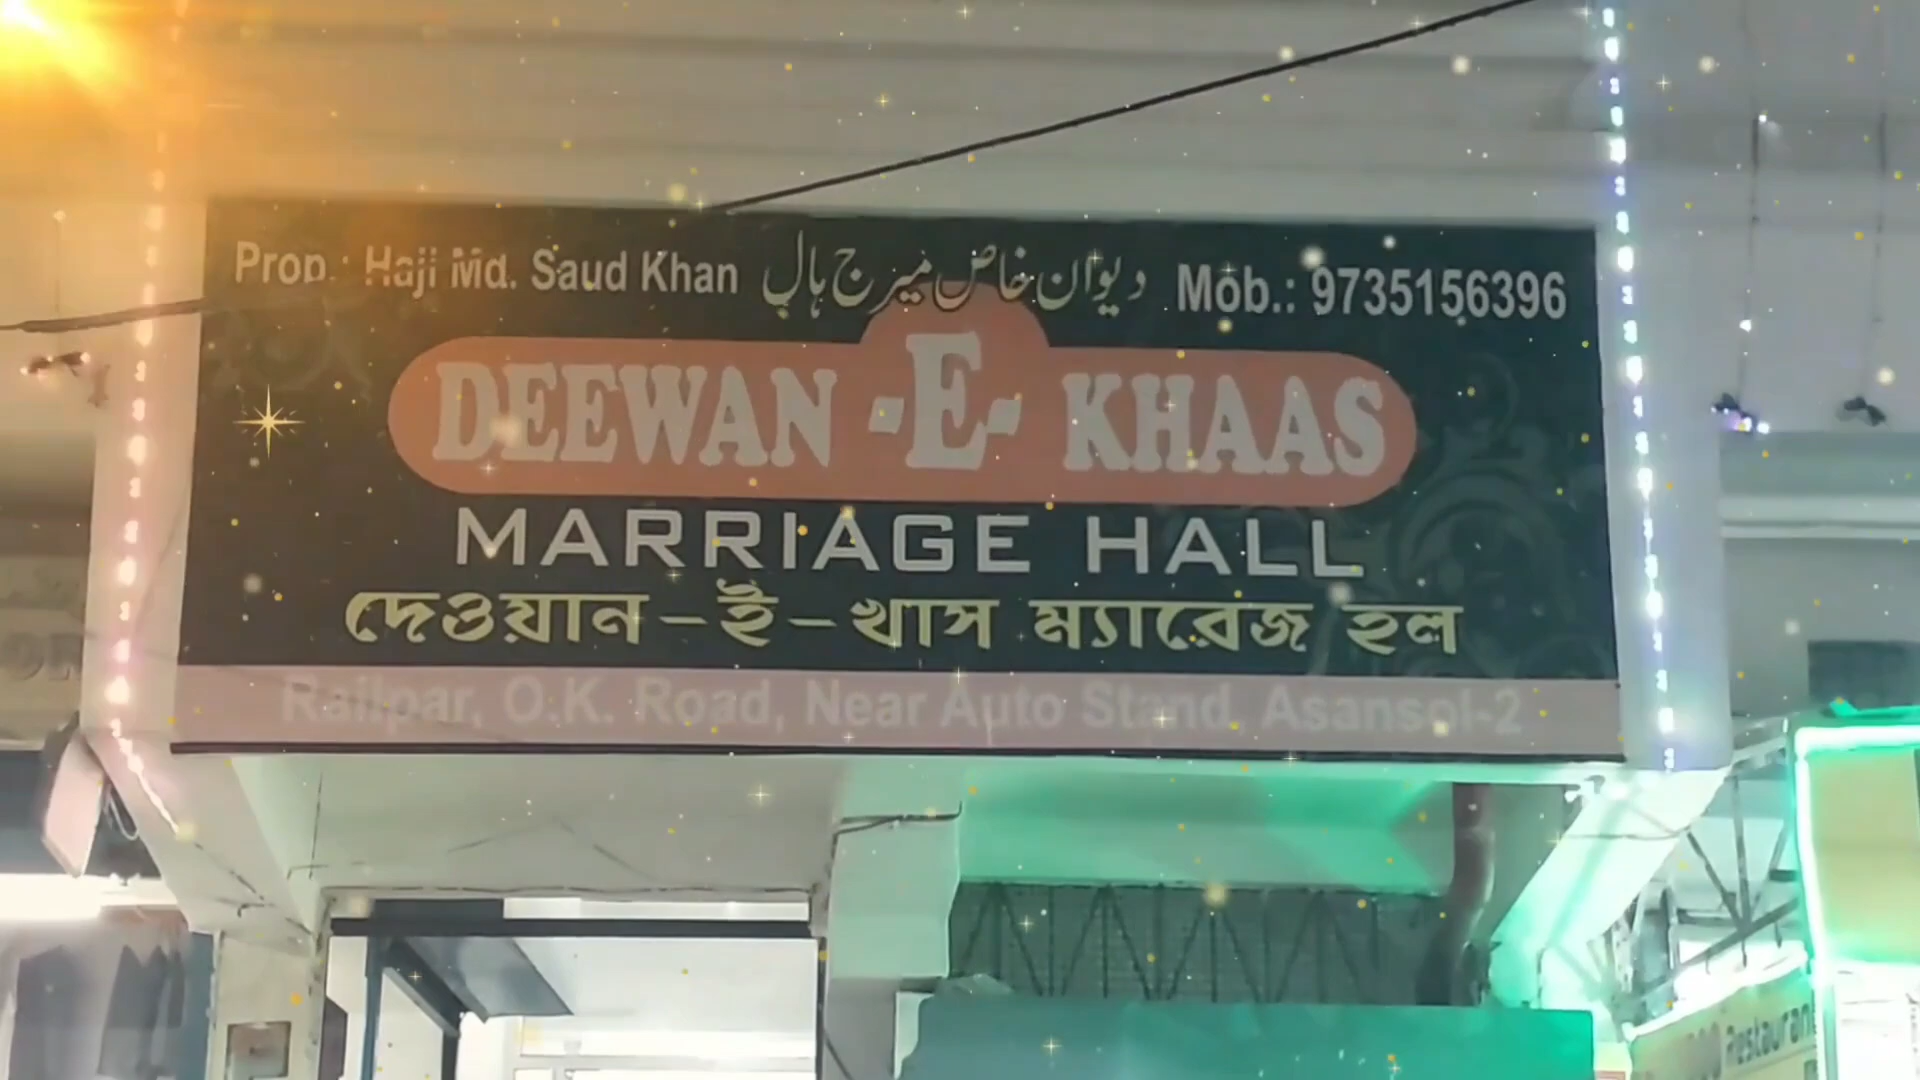 Prop.: Haji Md. Saud Khan دیوان خاص میرج ہال Mob.: 9735156396
DEEWAN -E- KHAAS
MARRIAGE HALL
দেওয়ান-ই-খাস ম্যারেজ হল
Railpar, O.K. Road, Near Auto Stand, Asansol-2
Restaurant